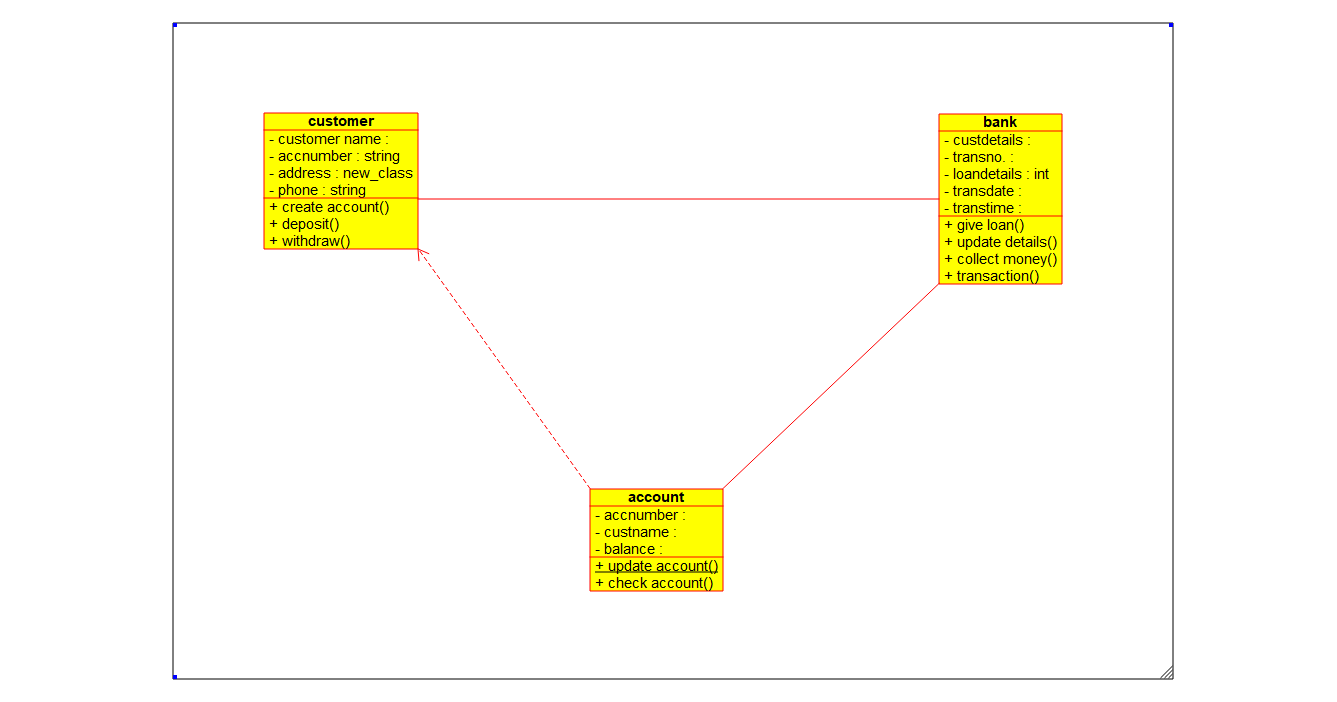 customer
- customer name :
- accnumber : string
- address : new_class
- phone : string
+ create account()
+ deposit()
+ withdraw()
bank
- custdetails :
- transno. :
- loandetails : int
- transdate :
- transtime :
+ give loan()
+ update details()
+ collect money()
+ transaction()
account
- accnumber :
- custname :
- balance :
+ update account()
+ check account()